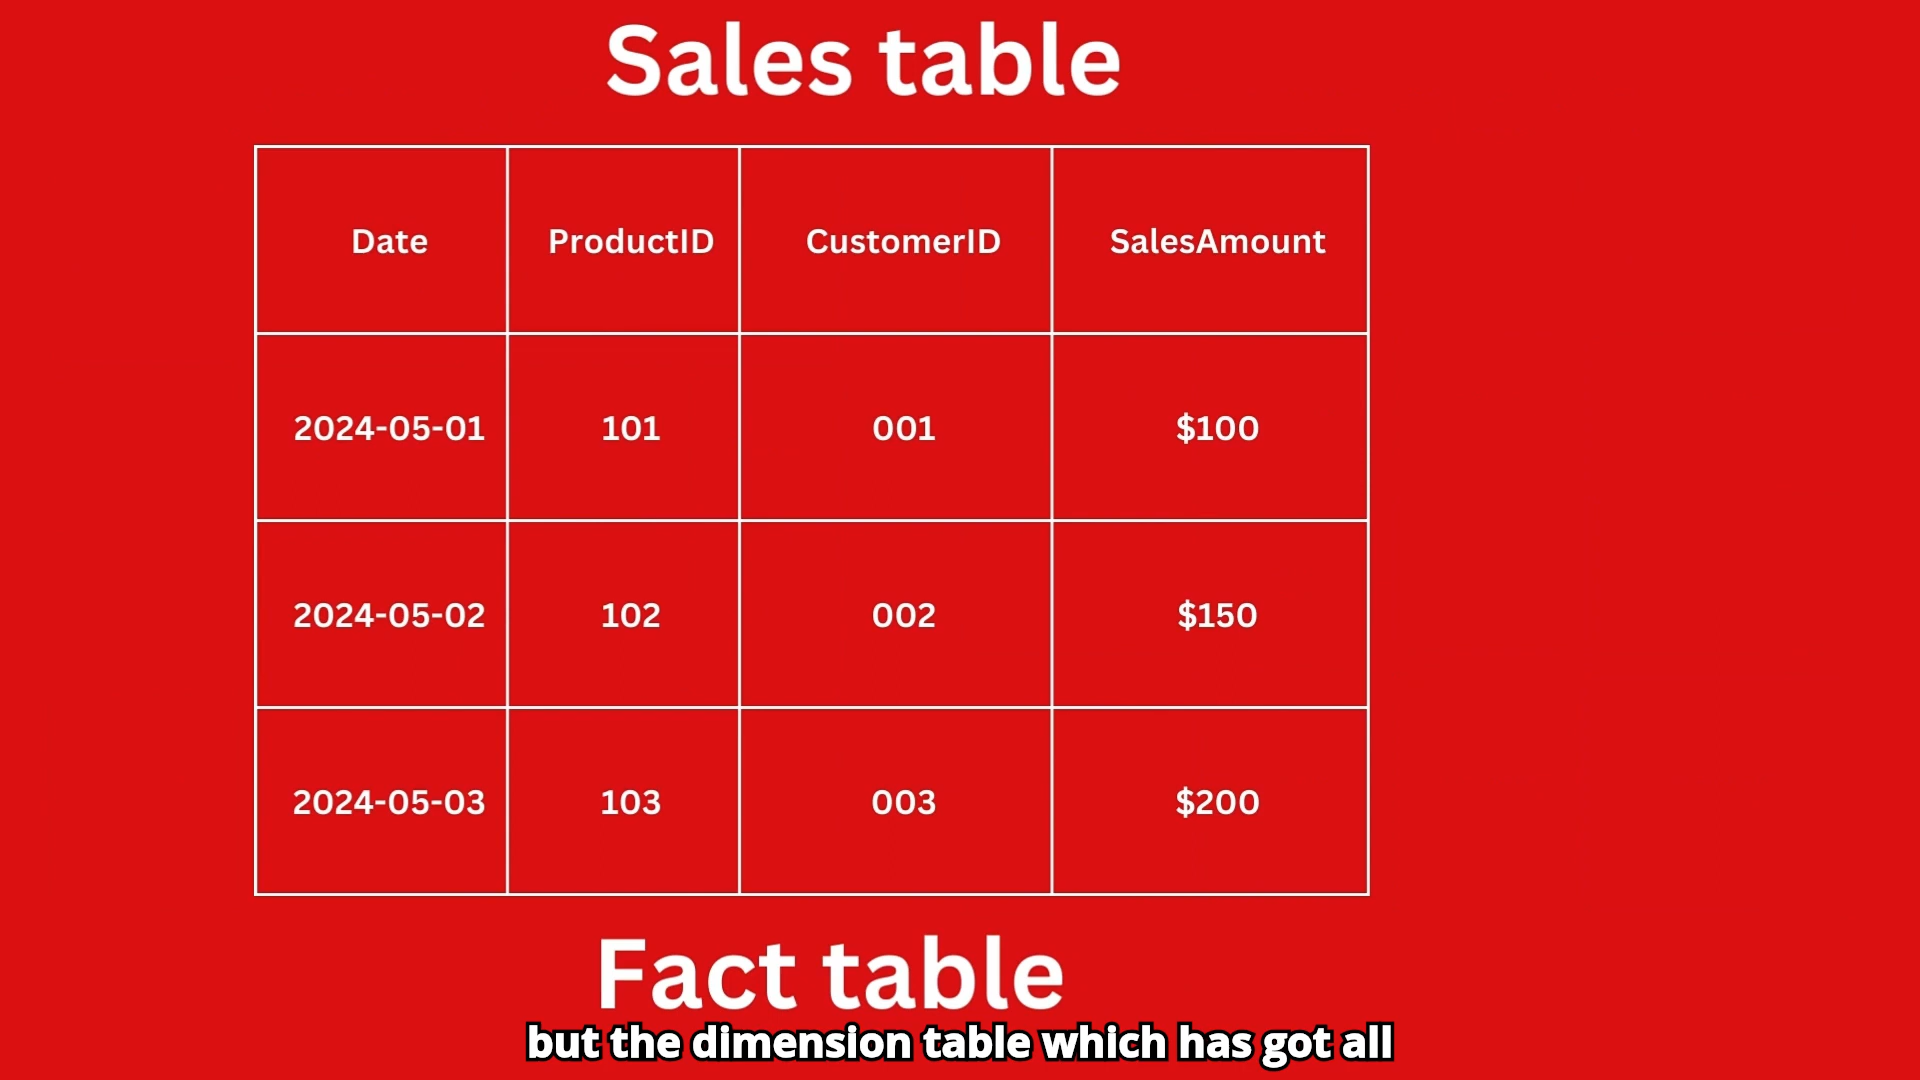 Sales table
Date ProductID CustomerID SalesAmount
2024-05-01 101 001 $100
2024-05-02 102 002 $150
2024-05-03 103 003 $200
Fact table
but the dimension table which has got all